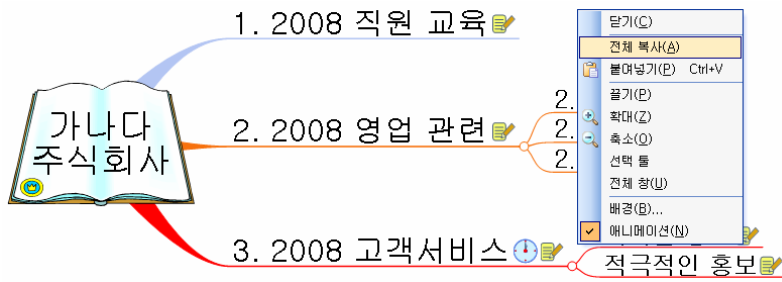 가나다
주식회사
1. 2008 직원 교육
2. 2008 영업 관련
2.
2.
2.
3. 2008 고객서비스
적극적인 홍보
닫기(C)
전체 복사(A)
붙여넣기(P) Ctrl+V
끌기(P)
확대(Z)
축소(O)
선택 툴
전체 창(U)
배경(B)...
애니메이션(N)